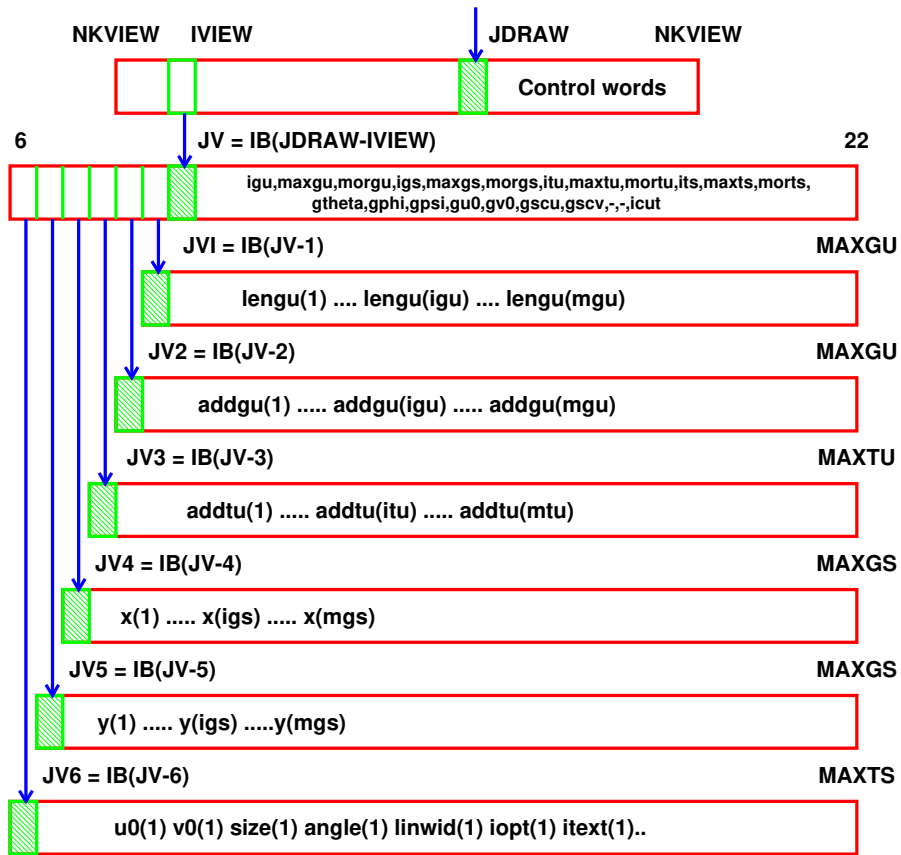 NKVIEW IVIEW JDRAW NKVIEW
Control words
6 JV = IB(JDRAW-IVIEW) 22
igu,maxgu,morgu,igs,maxgs,morgs,itu,maxtu,mortu,its,maxts,morts,
gtheta,gphi,gpsi,gu0,gv0,gscu,gscv,-,-,icut
JVI = IB(JV-1) MAXGU
lengu(1) .... lengu(igu) .... lengu(mgu)
JV2 = IB(JV-2) MAXGU
addgu(1) ..... addgu(igu) ..... addgu(mgu)
JV3 = IB(JV-3) MAXTU
addtu(1) ..... addtu(itu) ..... addtu(mtu)
JV4 = IB(JV-4) MAXGS
x(1) ..... x(igs) ..... x(mgs)
JV5 = IB(JV-5) MAXGS
y(1) ..... y(igs) .....y(mgs)
JV6 = IB(JV-6) MAXTS
u0(1) v0(1) size(1) angle(1) linwid(1) iopt(1) itext(1)..